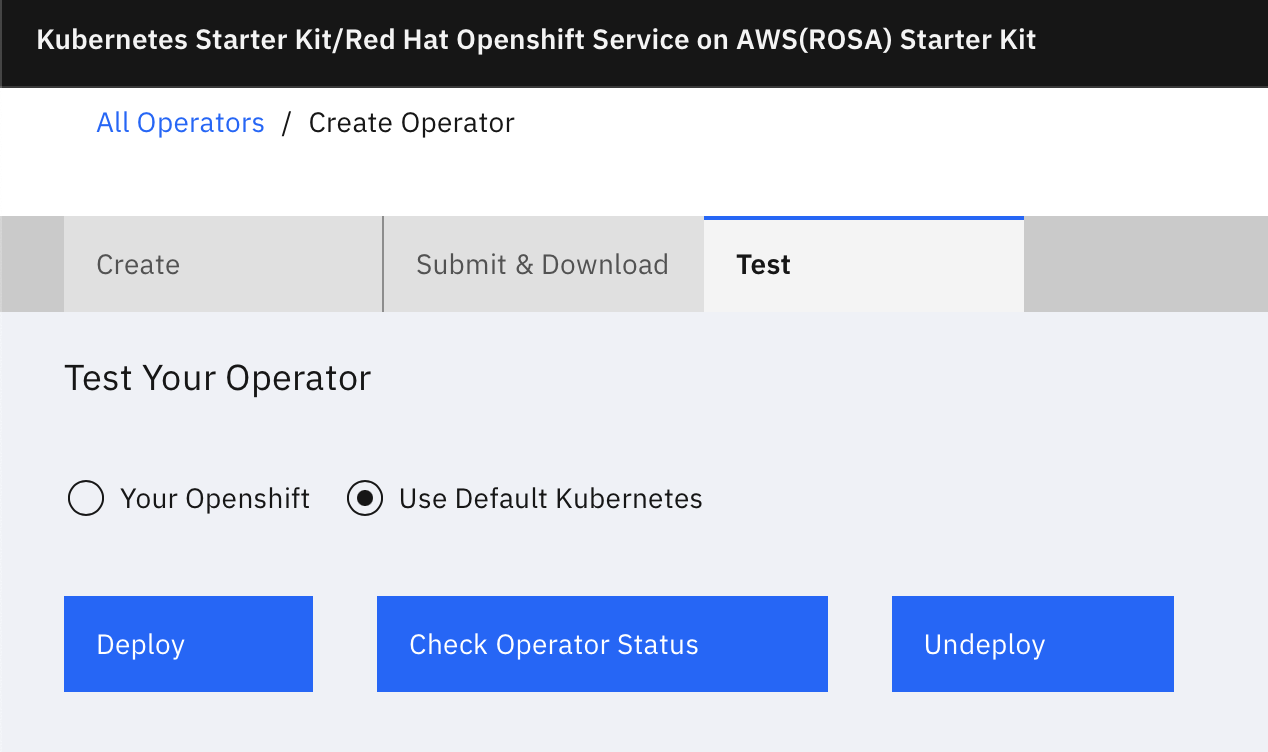 Kubernetes Starter Kit/Red Hat Openshift Service on AWS(ROSA) Starter Kit
All Operators / Create Operator
Create Submit & Download Test
Test Your Operator
Your Openshift Use Default Kubernetes
Deploy Check Operator Status Undeploy